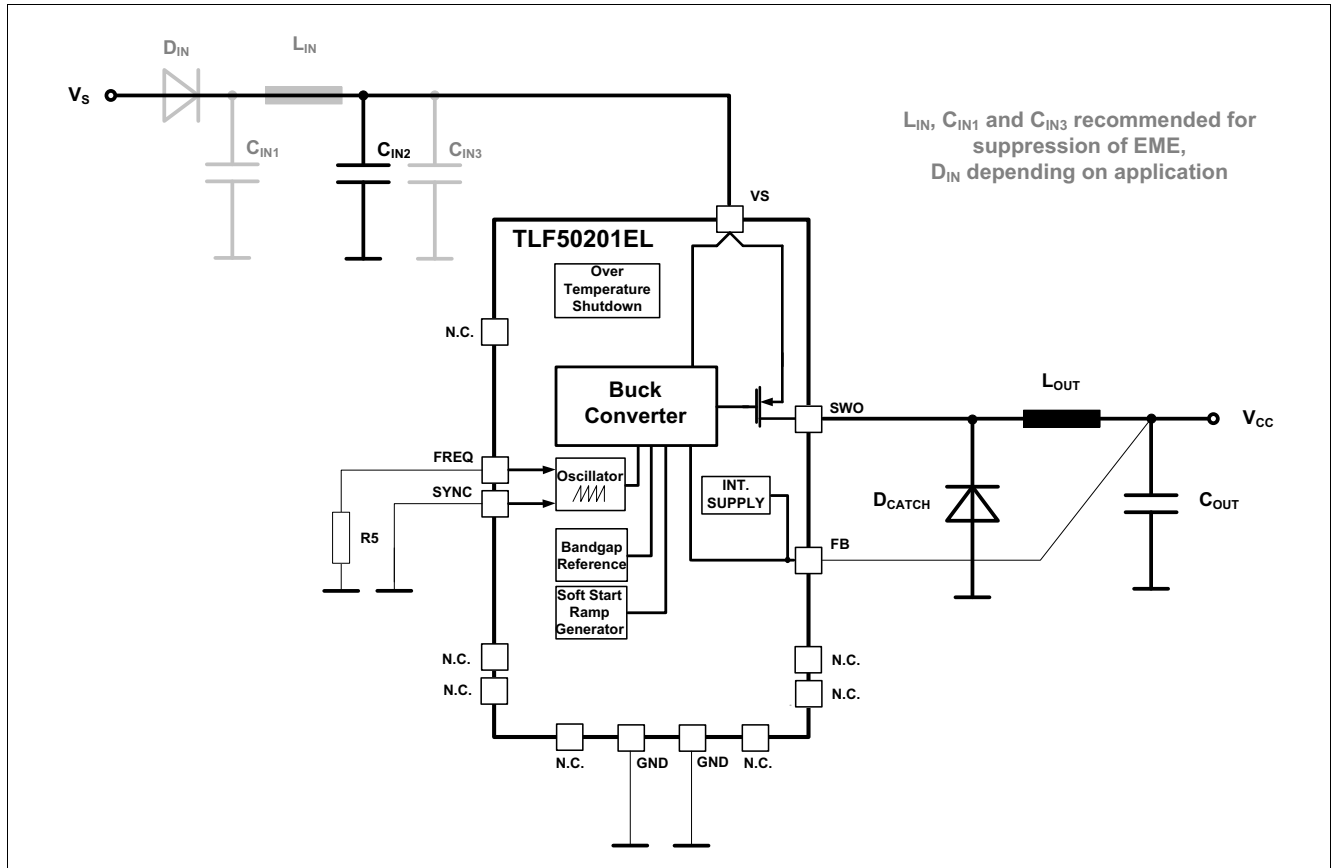 D_IN
L_IN
V_S
C_IN1
C_IN2
C_IN3
L_IN, C_IN1 and C_IN3 recommended for
suppression of EME,
D_IN depending on application
VS
TLF50201EL
Over
Temperature
Shutdown
N.C.
Buck
Converter
L_OUT
SWO
V_CC
FREQ
Oscillator
SYNC
INT.
SUPPLY
D_CATCH
C_OUT
R5
FB
Bandgap
Reference
Soft Start
Ramp
Generator
N.C.
N.C.
N.C.
N.C.
N.C.
GND
GND
N.C.